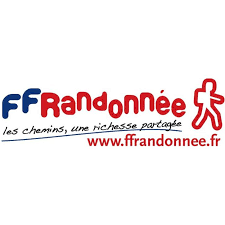 FFRandonnée
les chemins, une richesse partagée
www.ffrandonnee.fr